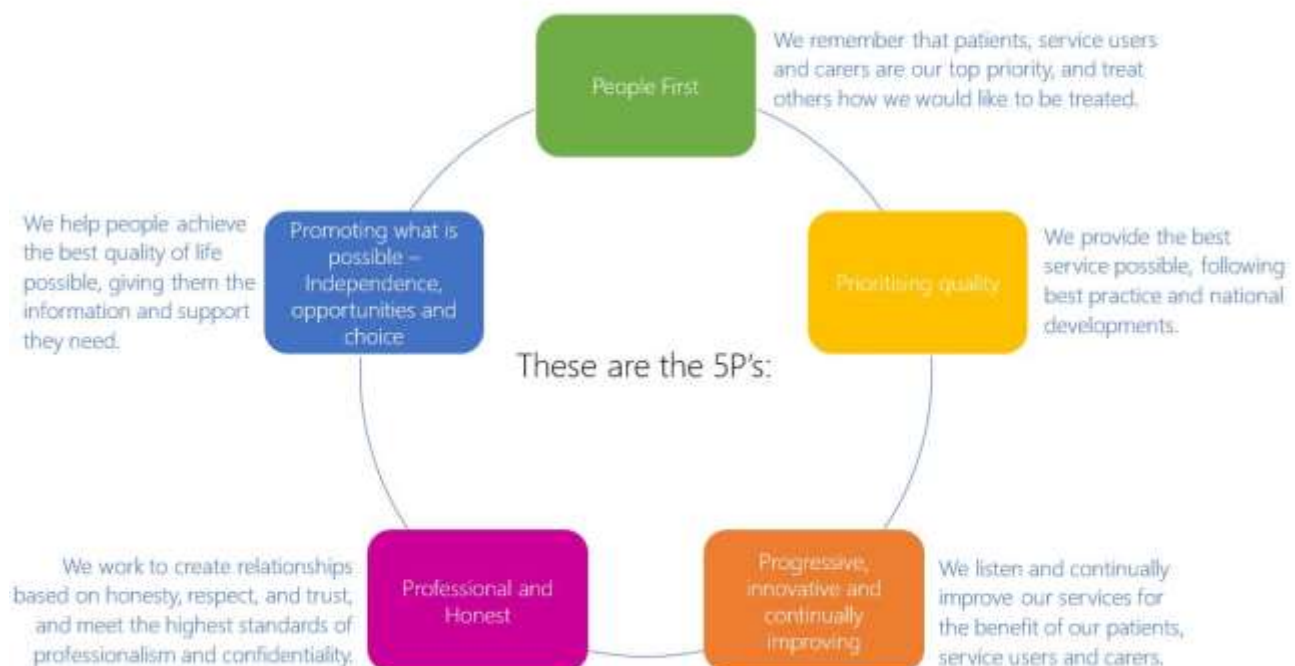 People First
We remember that patients, service users
and carers are our top priority, and treat
others how we would like to be treated.
Prioritising quality
We provide the best
service possible, following
best practice and national
developments.
Progressive,
innovative and
continually
improving
We listen and continually
improve our services for
the benefit of our patients,
service users and carers.
Professional and
Honest
We work to create relationships
based on honesty, respect, and trust,
and meet the highest standards of
professionalism and confidentiality.
Promoting what is
possible –
Independence,
opportunities and
choice
We help people achieve
the best quality of life
possible, giving them the
information and support
they need.
These are the 5P's: